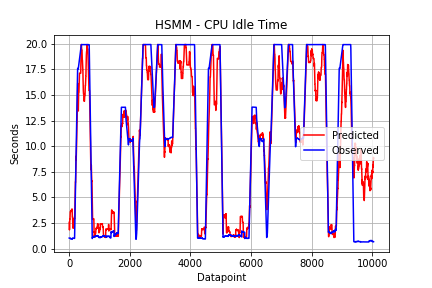 HSMM - CPU Idle Time
Seconds
20.0
17.5
15.0
12.5
10.0
7.5
5.0
2.5
0.0
Predicted
Observed
0 2000 4000 6000 8000 10000
Datapoint